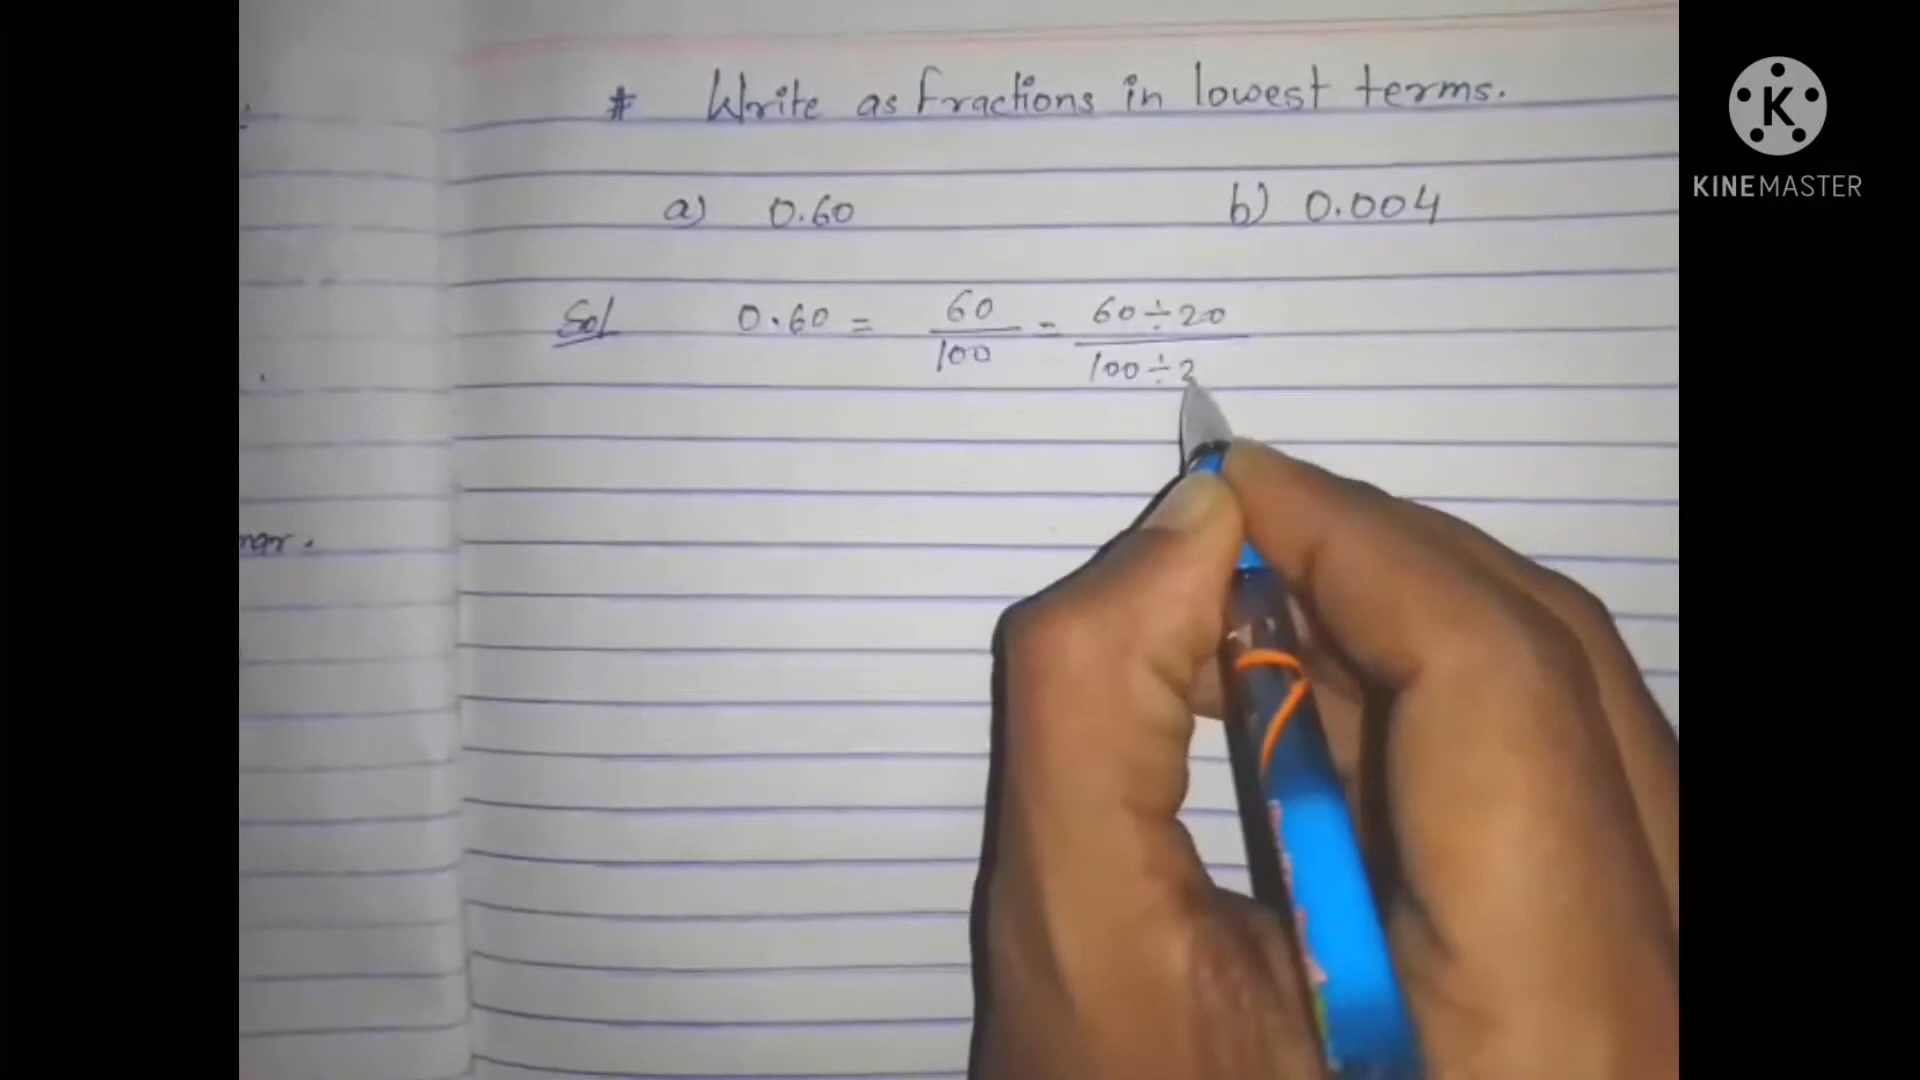 * Write as fractions in lowest terms.
a) 0.60 b) 0.004
Sol 0.60 = 60/100 = 60÷20/100÷2
KINEMASTER